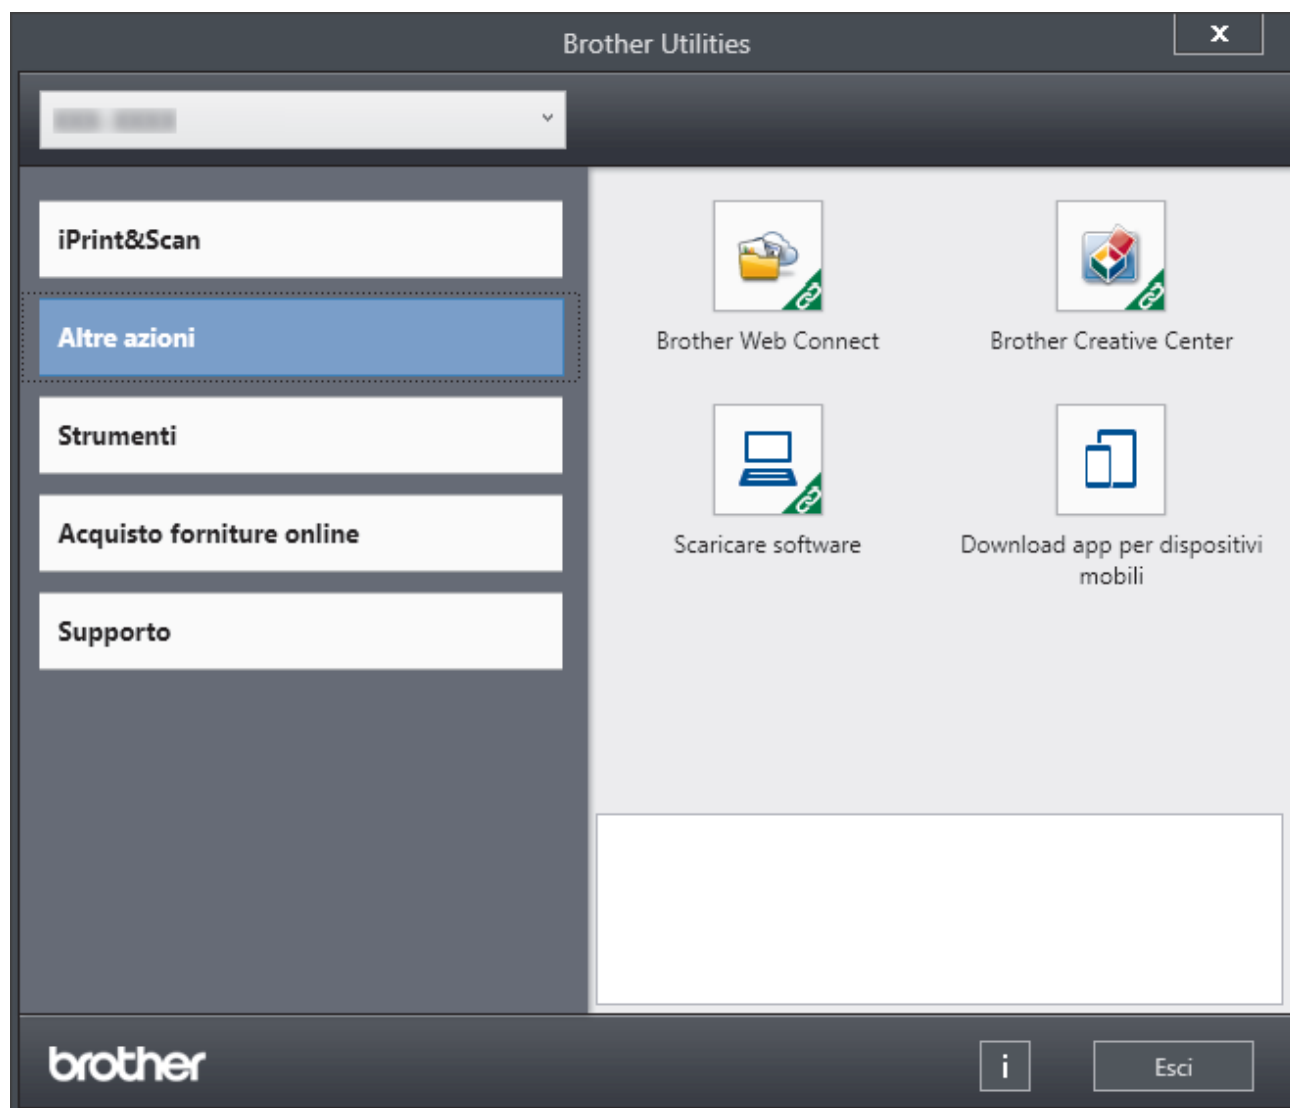 Brother Utilities
x
iPrint&Scan
Altre azioni
Strumenti
Acquisto forniture online
Supporto
Brother Web Connect
Brother Creative Center
Scaricare software
Download app per dispositivi
mobili
brother
i
Esci